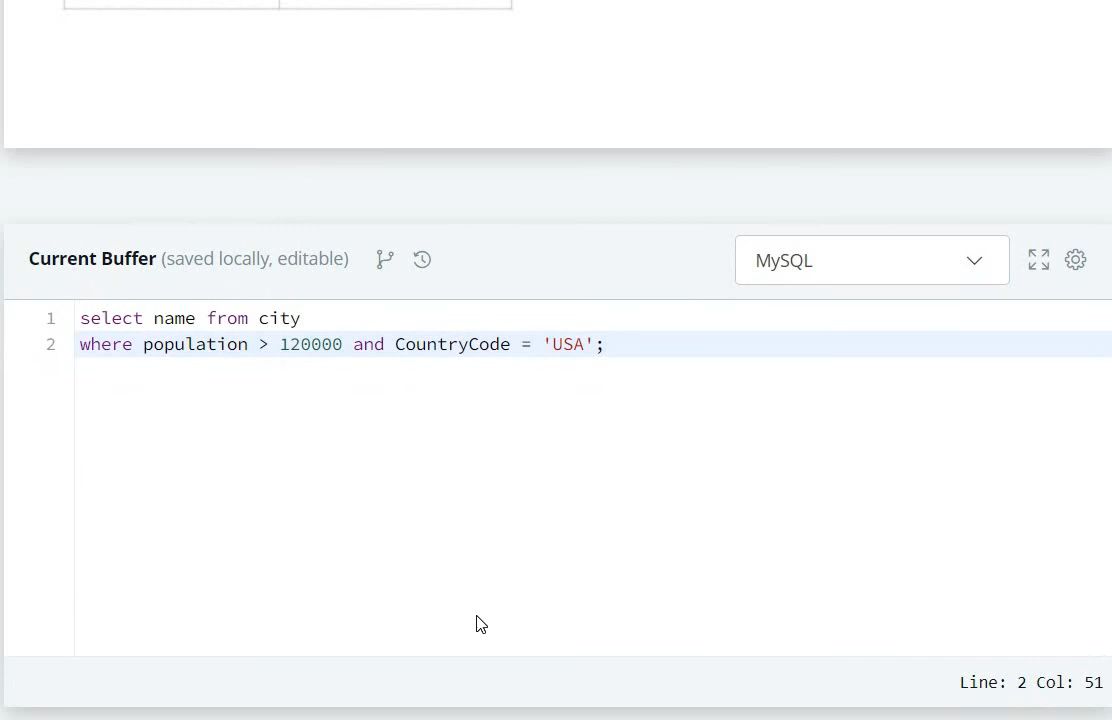 Current Buffer (saved locally, editable)
MySQL
1 select name from city
2 where population > 120000 and CountryCode = 'USA';
Line: 2 Col: 51